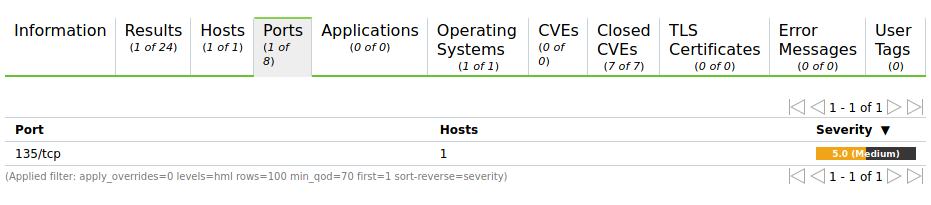 Information
Results
(1 of 24)
Hosts
(1 of 1)
Ports
(1 of
8)
Applications
(0 of 0)
Operating
Systems
(1 of 1)
CVEs
(0 of
0)
Closed
CVEs
(7 of 7)
TLS
Certificates
(0 of 0)
Error
Messages
(0 of 0)
User
Tags
(0)
1 - 1 of 1
Port Hosts Severity ▼
135/tcp 1 5.0 (Medium)
(Applied filter: apply_overrides=0 levels=hml rows=100 min_qod=70 first=1 sort-reverse=severity) 1 - 1 of 1